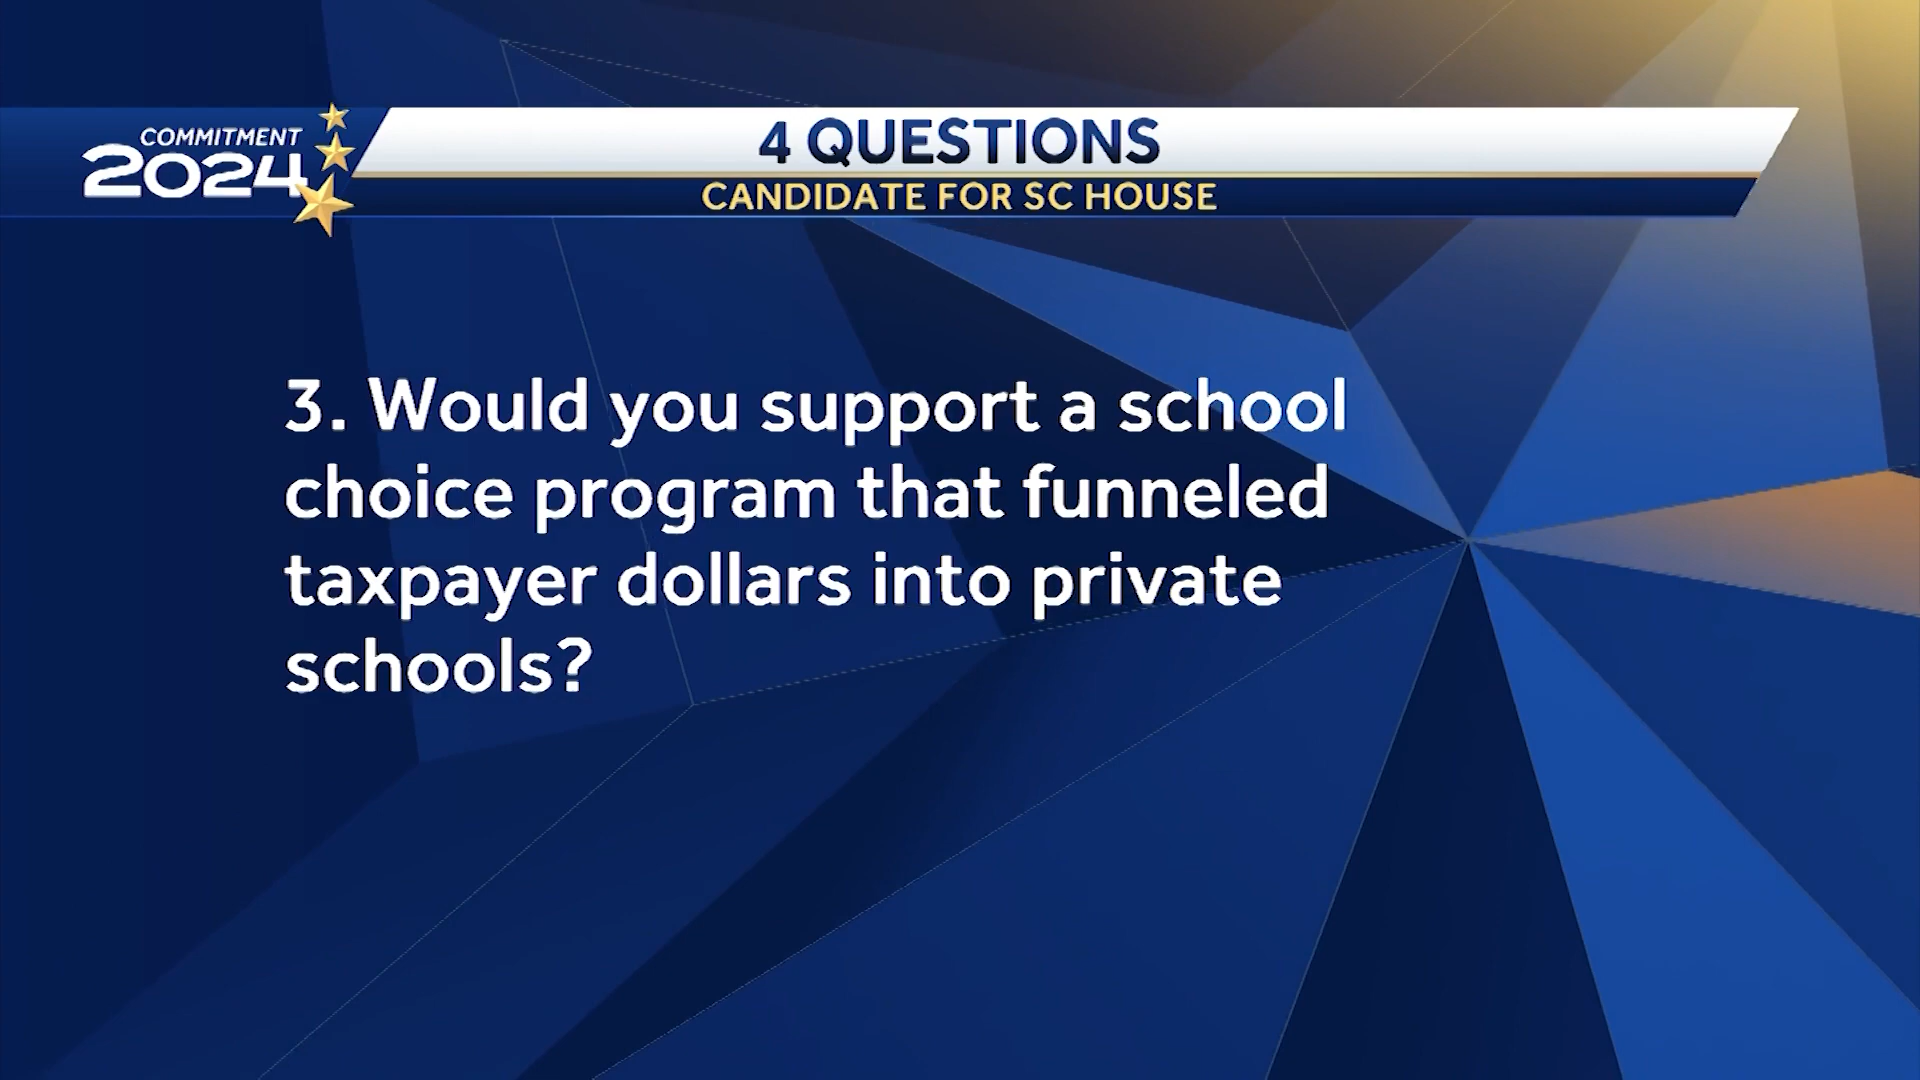 COMMITMENT
2024
4 QUESTIONS
CANDIDATE FOR SC HOUSE
3. Would you support a school
choice program that funneled
taxpayer dollars into private
schools?